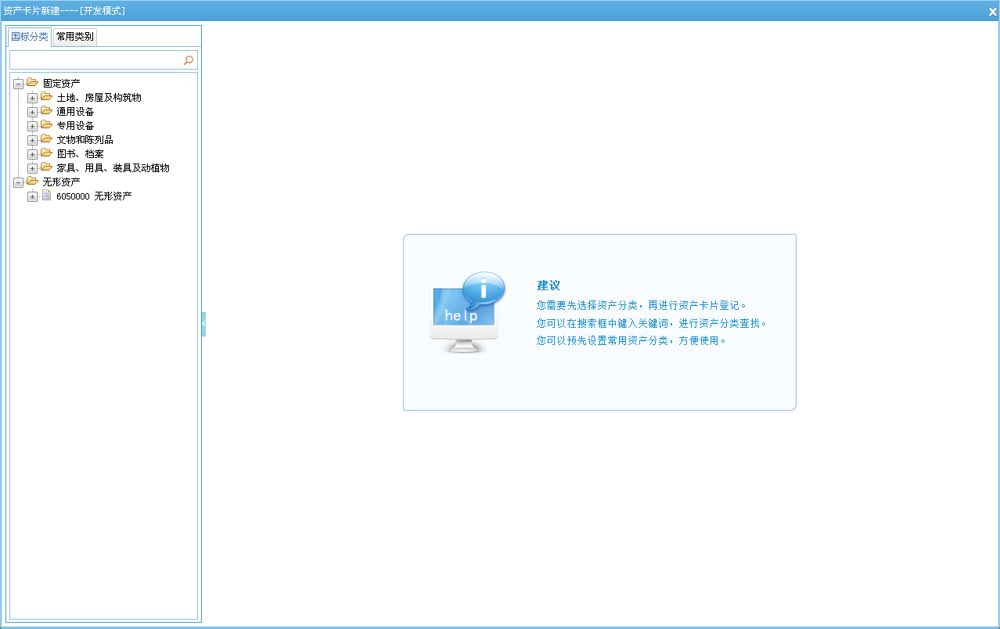 资产卡片新建----[开发模式]
国标分类 常用类别
固定资产
土地、房屋及构筑物
通用设备
专用设备
文物和陈列品
图书、档案
家具、用具、装具及动植物
无形资产
6050000 无形资产
help
建议
您需要先选择资产分类，再进行资产卡片登记。
您可以在搜索框中键入关键词，进行资产分类查找。
您可以预先设置常用资产分类，方便使用。